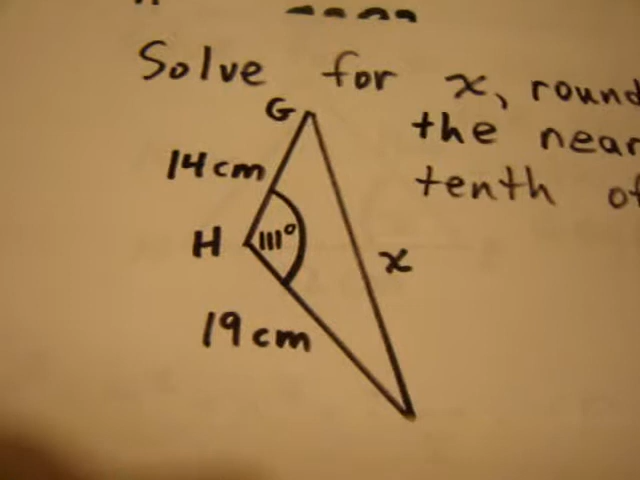 Solve for x, round
the near
tenth of
G
14cm
H
111°
x
19cm